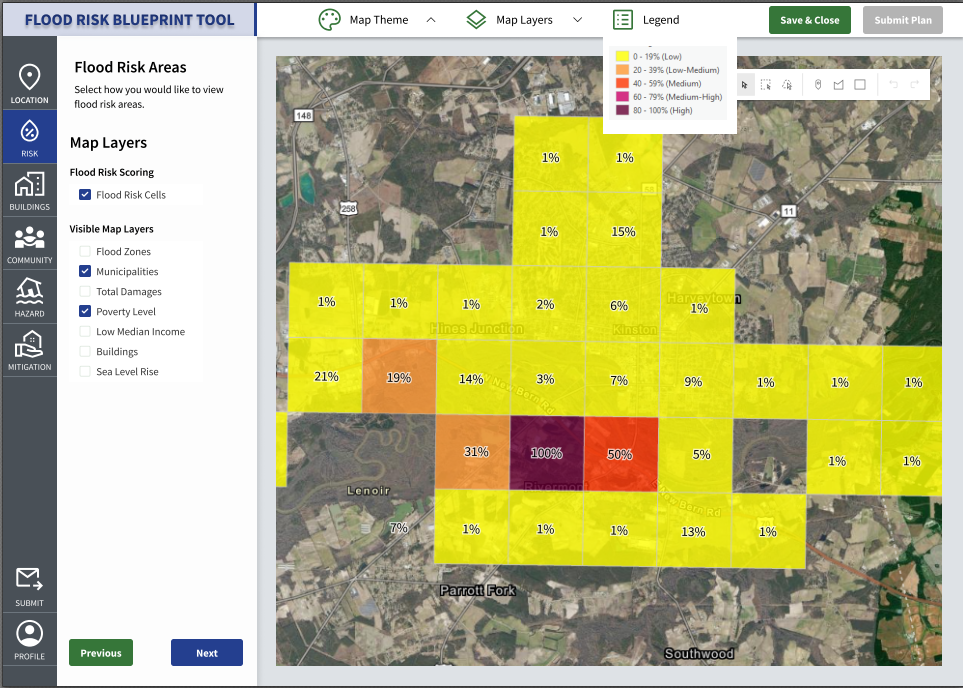 FLOOD RISK BLUEPRINT TOOL
Map Theme
Map Layers
Legend
Save & Close
Submit Plan
0 - 19% (Low)
20 - 39% (Low-Medium)
40 - 59% (Medium)
60 - 79% (Medium-High)
80 - 100% (High)
LOCATION
RISK
BUILDINGS
COMMUNITY
HAZARD
MITIGATION
SUBMIT
PROFILE
Flood Risk Areas
Select how you would like to view
flood risk areas.
Map Layers
Flood Risk Scoring
Flood Risk Cells
Visible Map Layers
Flood Zones
Municipalities
Total Damages
Poverty Level
Low Median Income
Buildings
Sea Level Rise
Previous
Next
148
1% 1%
258
11
1% 15%
Harveytown
1% 1% 1% 2% 6% 1%
Hines Junction
Kinston
21% 19% 14% 3% 7% 9% 1% 1% 1%
New Bern Rd
31% 100% 50% 5% 1% 1%
Lenoir
Rivermont
New Bern Rd
7% 1% 1% 1% 13% 1%
Parrott Fork
Southwood